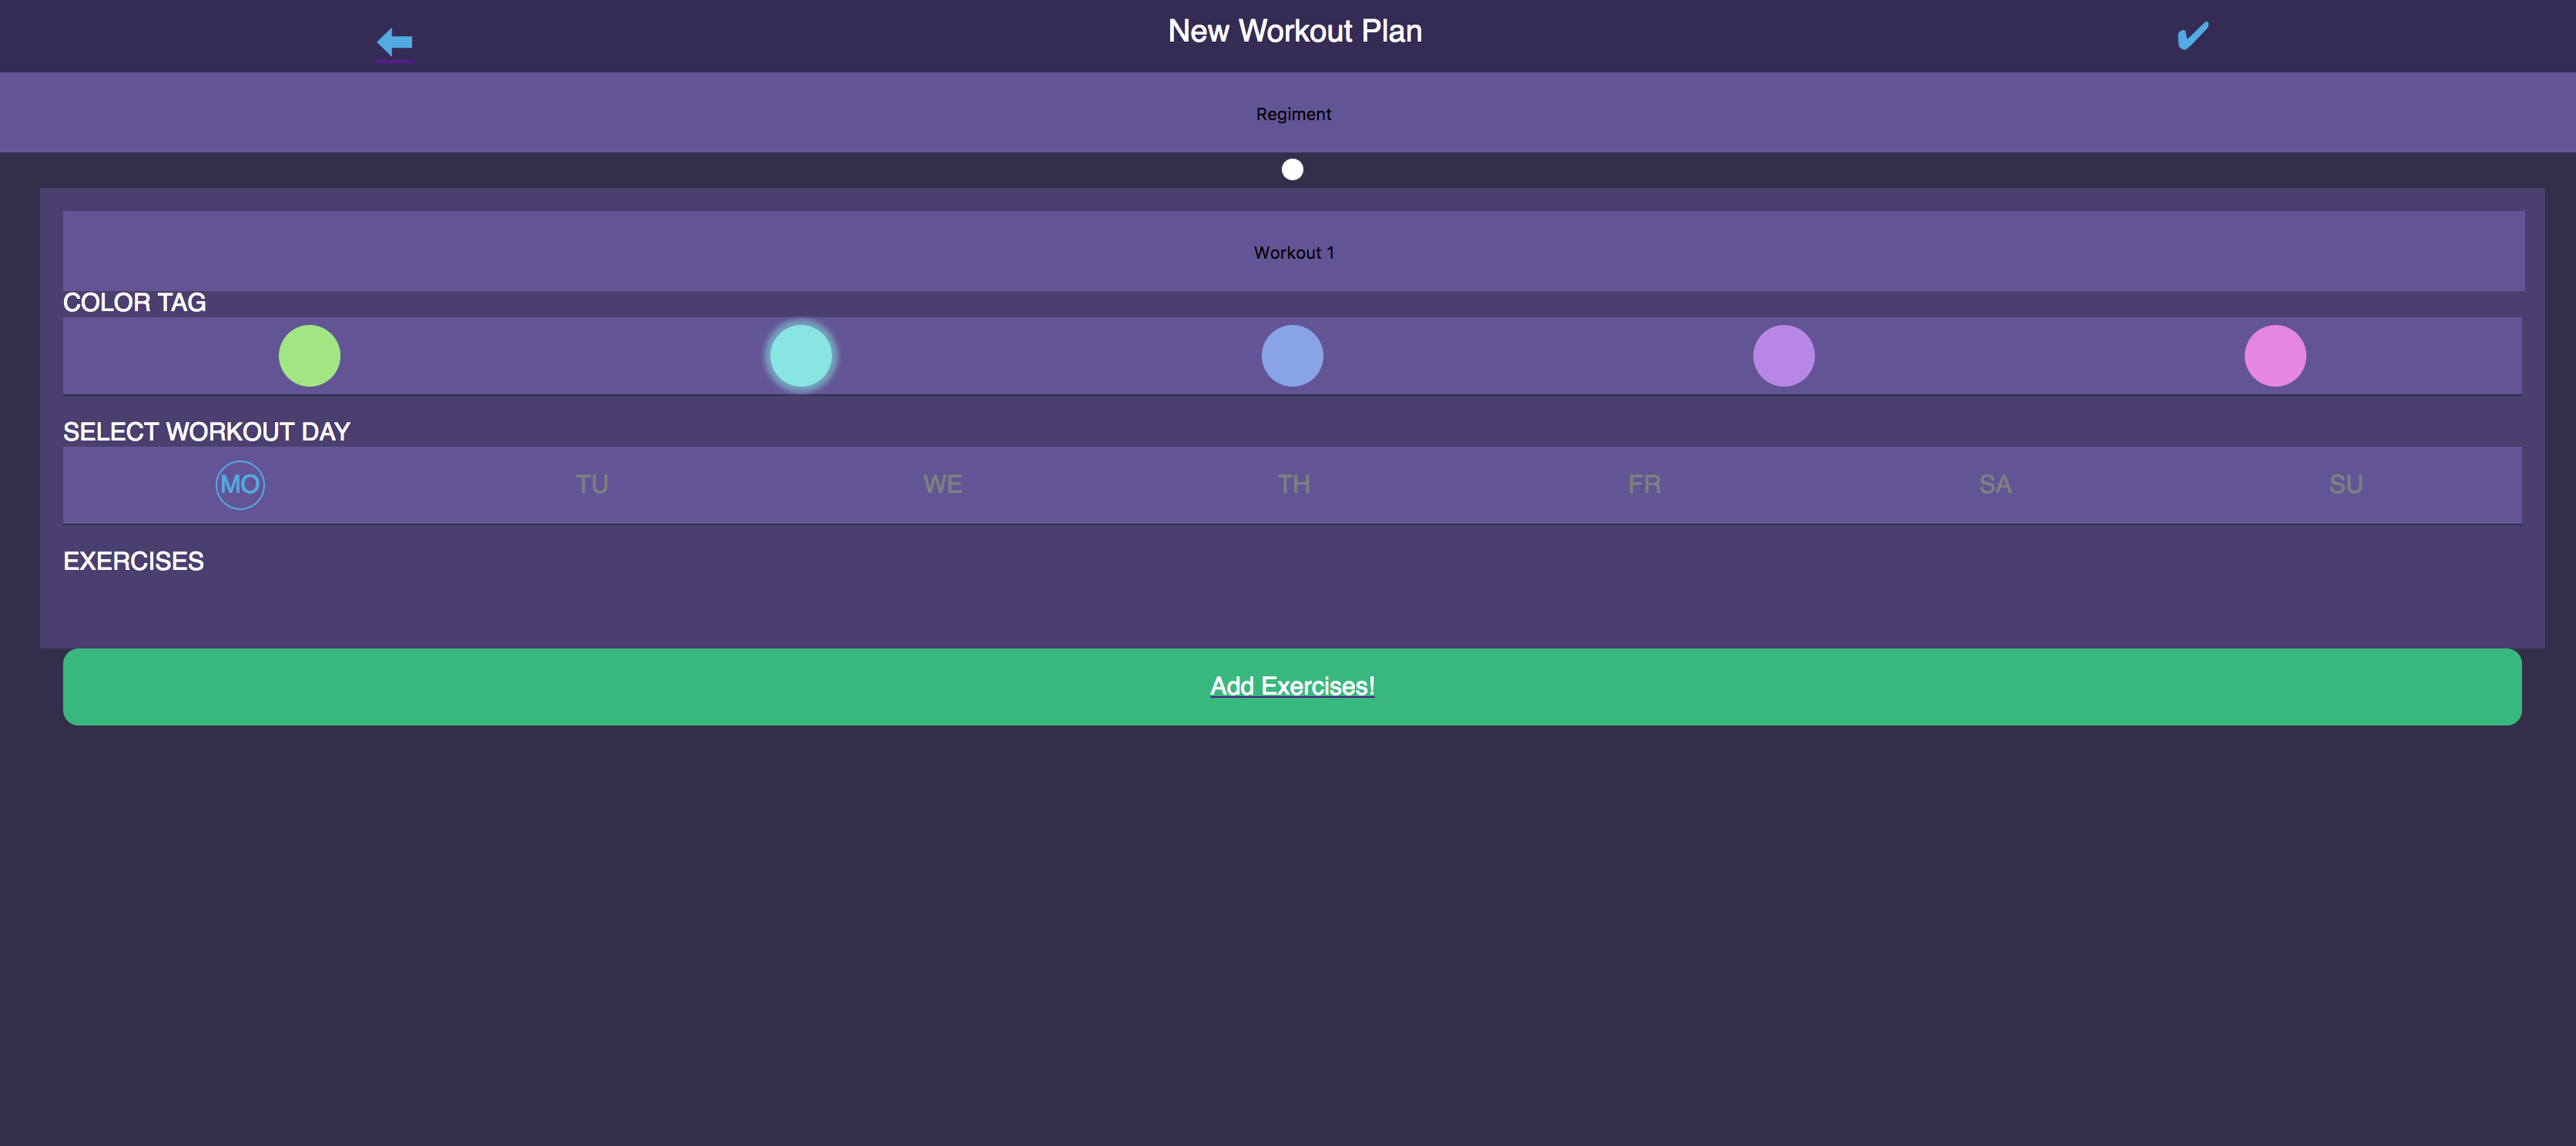 New Workout Plan
Regiment
Workout 1
COLOR TAG
SELECT WORKOUT DAY
MO TU WE TH FR SA SU
EXERCISES
Add Exercises!